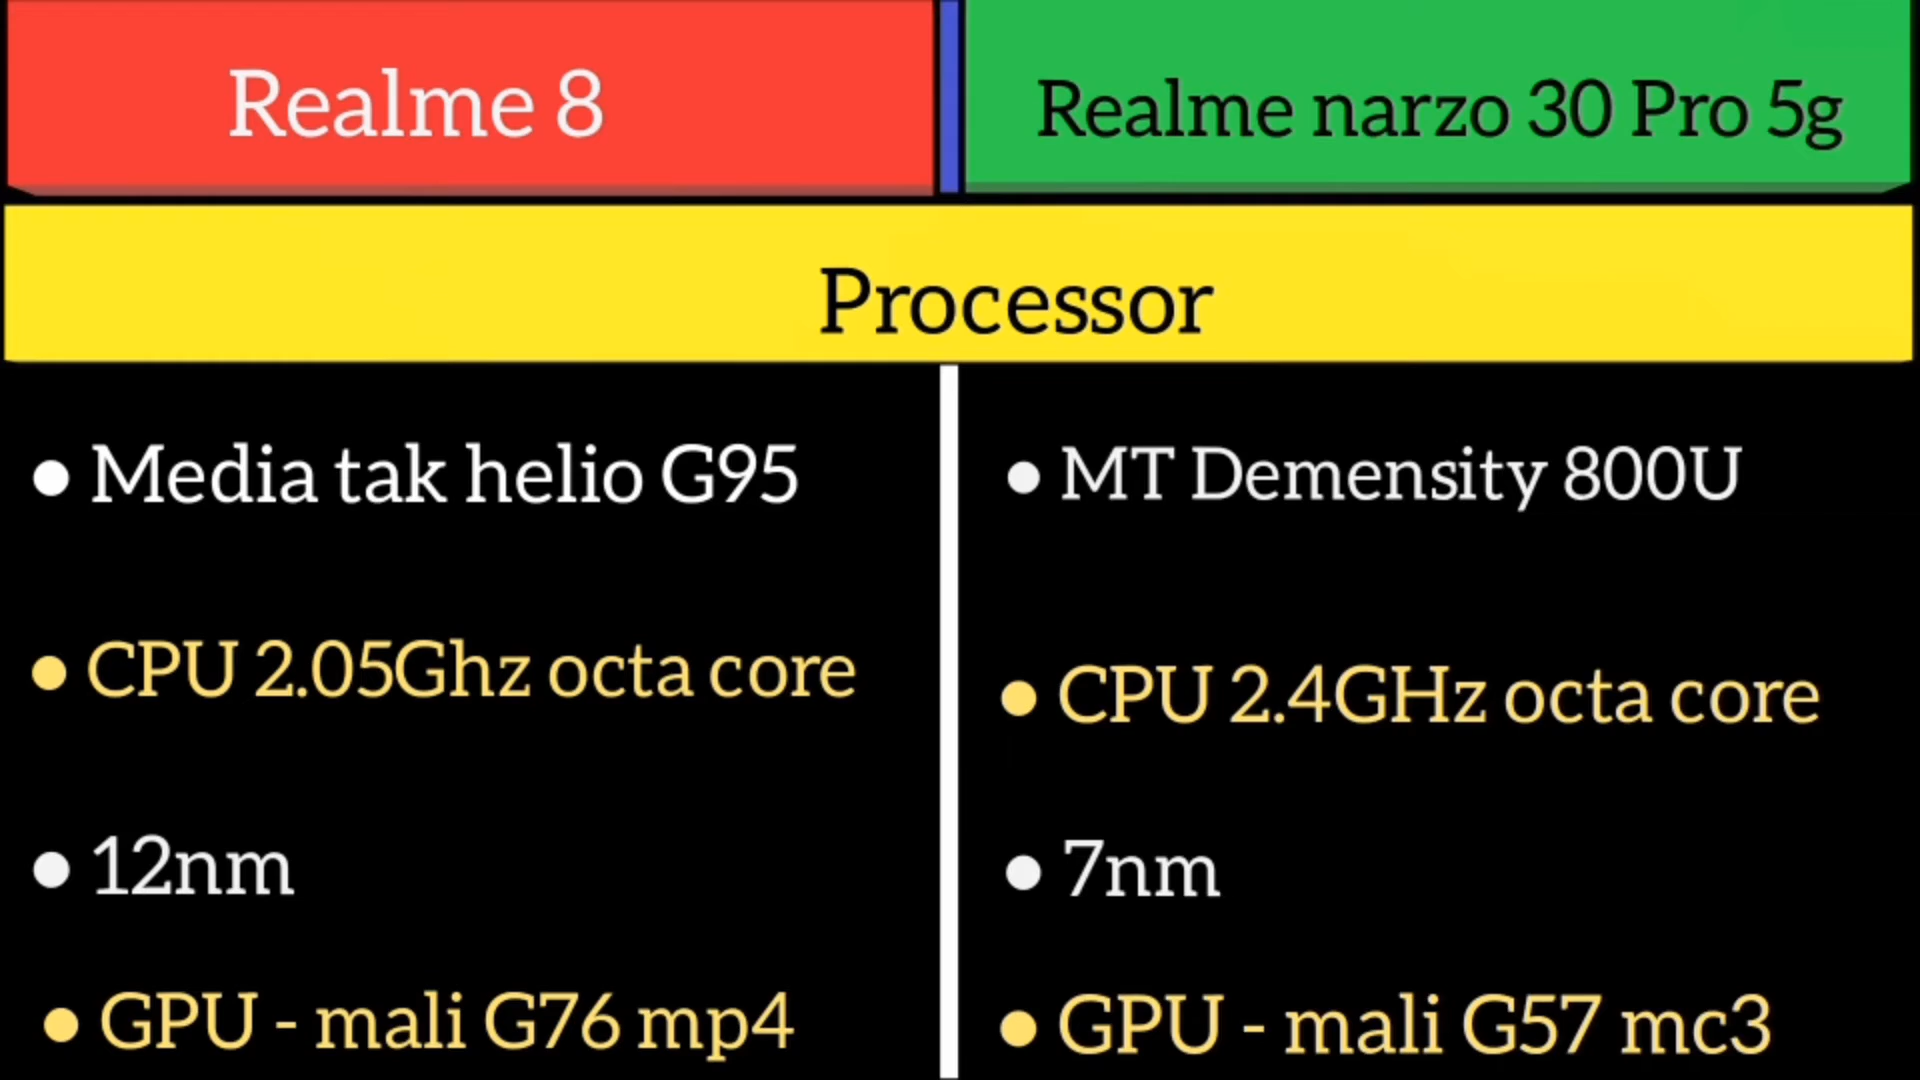 Realme 8
Realme narzo 30 Pro 5g
Processor
• Media tak helio G95
• MT Demensity 800U
• CPU 2.05Ghz octa core
• CPU 2.4GHz octa core
• 12nm
• 7nm
• GPU - mali G76 mp4
• GPU - mali G57 mc3